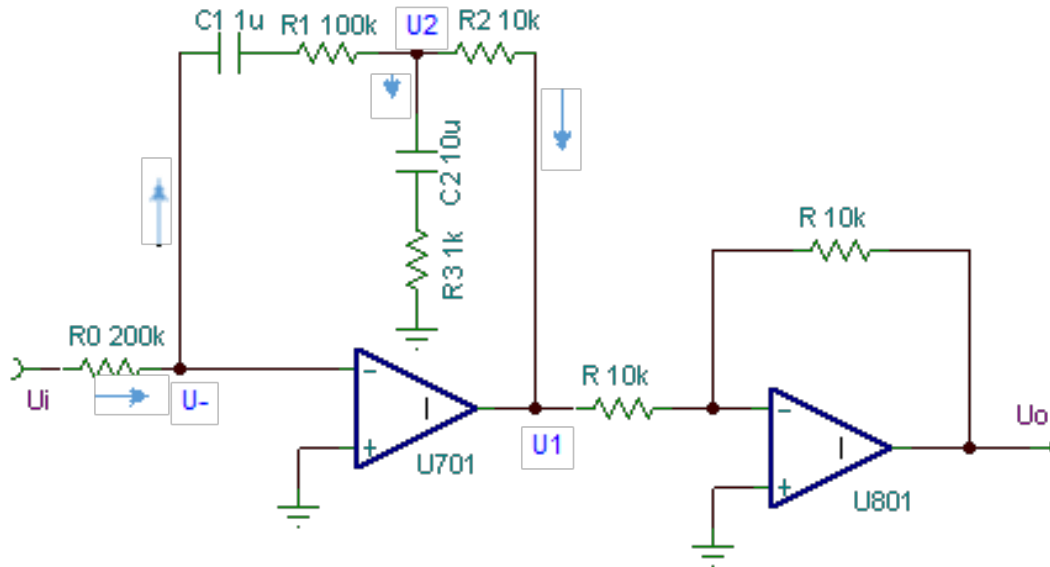 C1 1u
R1 100k
U2
R2 10k
C2 10u
R3 1k
R 10k
R0 200k
Ui
U-
-
+
I
U701
R 10k
U1
-
+
I
U801
Uo